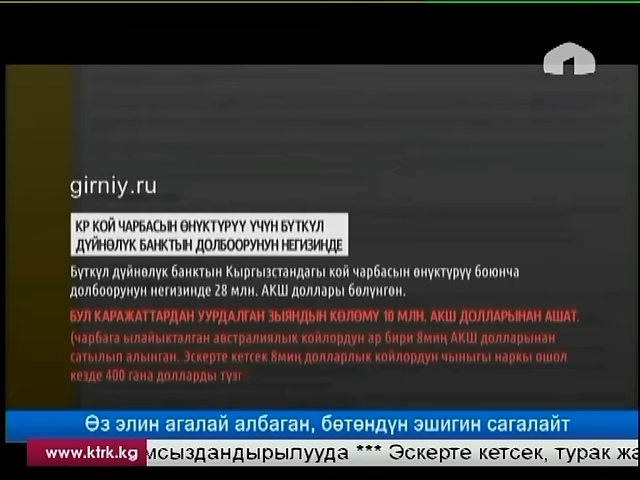 1
girniy.ru
КР КОЙ ЧАРБАСЫН ӨНҮКТҮРҮҮ ҮЧҮН БҮТКҮЛ
ДҮЙНӨЛҮК БАНКТЫН ДОЛБООРУНУН НЕГИЗИНДЕ
Бүткүл дүйнөлүк банктын Кыргызстандагы кой чарбасын өнүктүрүү боюнча
долбоорунун негизинде 28 млн. АКШ доллары бөлүнгөн.
БУЛ КАРАЖАТТАРДАН УУРДАЛГАН ЗЫЯНДЫН КӨЛӨМҮ 10 МЛН. АКШ ДОЛЛАРЫНАН АШАТ.
(чарбага ылайыкталган австралиялык койлордун ар бири 8миң АКШ долларынан
сатылып алынган. Эскерте кетсек 8миң долларлык койлордун чыныгы наркы ошол
кезде 400 гана долларды түзг
Өз элин агалай албаган, бөтөндүн эшигин сагалайт
www.ktrk.kg мсыздандырылууда *** Эскерте кетсек, турак жа